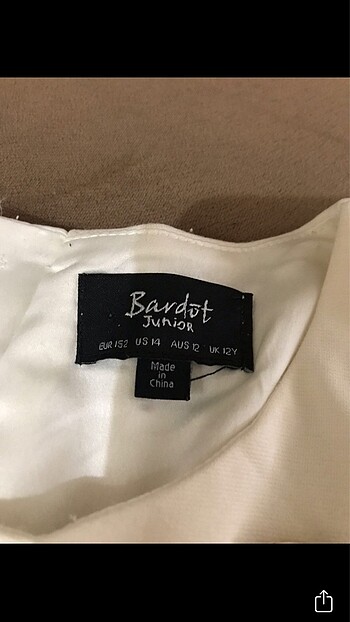 Bardot
JUNIOR
EUR 152 US 14 AUS 12 UK 12Y
Made
in
China